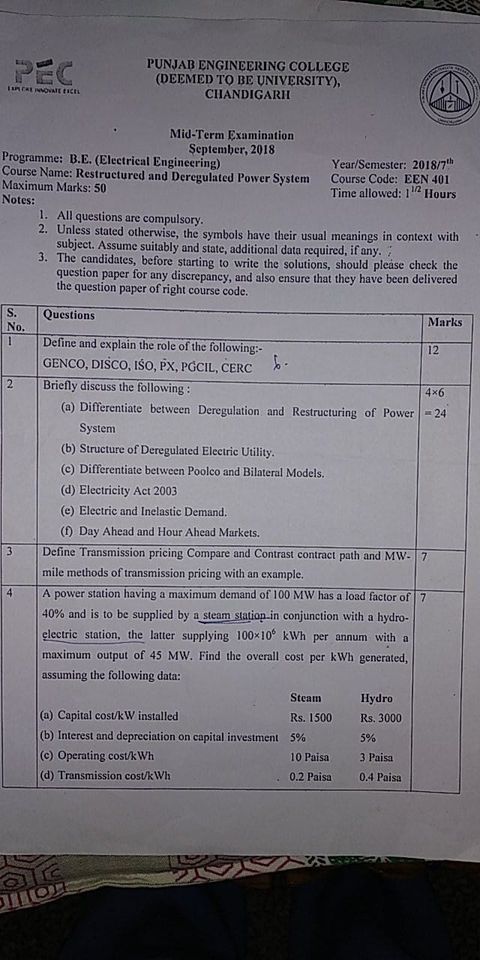 PEC
EXPLORE INNOVATE EXCEL
PUNJAB ENGINEERING COLLEGE
(DEEMED TO BE UNIVERSITY),
CHANDIGARH
Mid-Term Examination
September, 2018
Programme: B.E. (Electrical Engineering) Year/Semester: 2018/7th
Course Name: Restructured and Deregulated Power System Course Code: EEN 401
Maximum Marks: 50 Time allowed: 1 1/2 Hours
Notes:
1. All questions are compulsory.
2. Unless stated otherwise, the symbols have their usual meanings in context with
subject. Assume suitably and state, additional data required, if any.
3. The candidates, before starting to write the solutions, should please check the
question paper for any discrepancy, and also ensure that they have been delivered
the question paper of right course code.
S. No. Questions Marks
1 Define and explain the role of the following:- 12
GENCO, DISCO, ISO, PX, PGCIL, CERC
2 Briefly discuss the following : 4×6
(a) Differentiate between Deregulation and Restructuring of Power = 24
System
(b) Structure of Deregulated Electric Utility.
(c) Differentiate between Poolco and Bilateral Models.
(d) Electricity Act 2003
(e) Electric and Inelastic Demand.
(f) Day Ahead and Hour Ahead Markets.
3 Define Transmission pricing Compare and Contrast contract path and MW- 7
mile methods of transmission pricing with an example.
4 A power station having a maximum demand of 100 MW has a load factor of 7
40% and is to be supplied by a steam station in conjunction with a hydro-
electric station, the latter supplying 100×10⁶ kWh per annum with a
maximum output of 45 MW. Find the overall cost per kWh generated,
assuming the following data:
Steam Hydro
(a) Capital cost/kW installed Rs. 1500 Rs. 3000
(b) Interest and depreciation on capital investment 5% 5%
(c) Operating cost/kWh 10 Paisa 3 Paisa
(d) Transmission cost/kWh 0.2 Paisa 0.4 Paisa